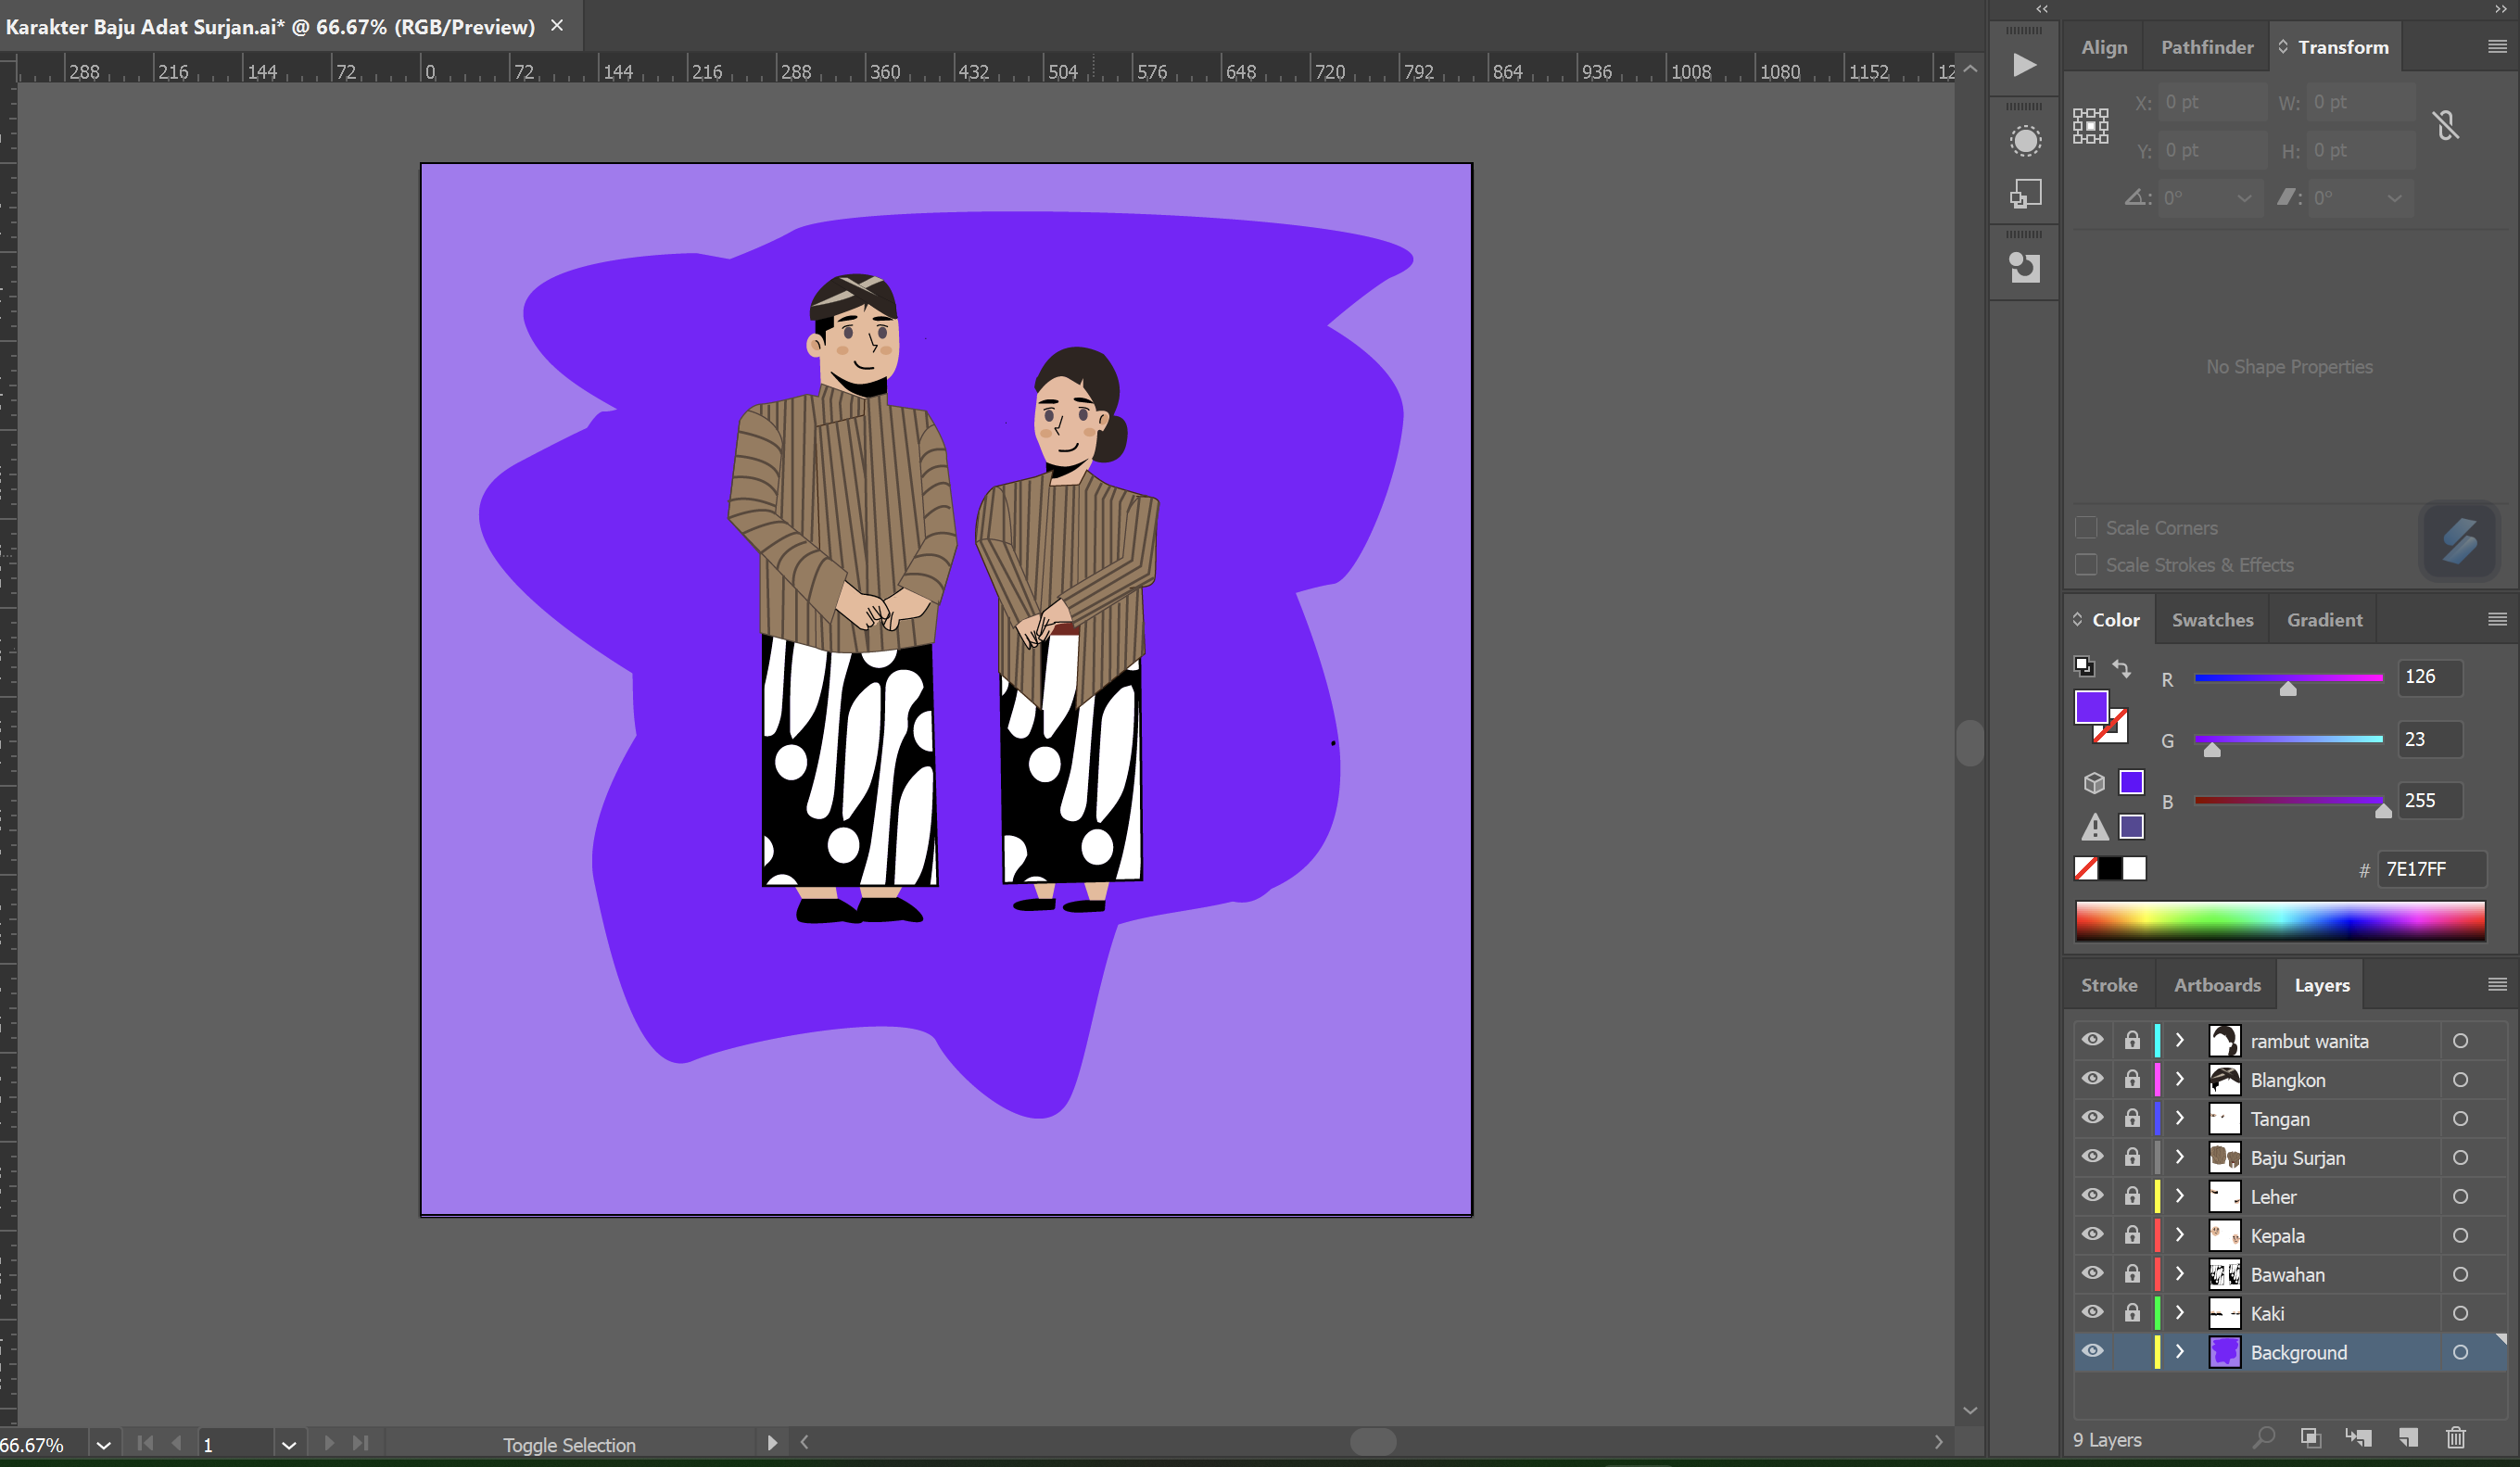 Karakter Baju Adat Surjan.ai* @ 66.67% (RGB/Preview) ×
288 216 144 72 0 72 144 216 288 360 432 504 576 648 720 792 864 936 1008 1080 1152 12
Align Pathfinder Transform
X: 0 pt W: 0 pt
Y: 0 pt H: 0 pt
0° 0°
No Shape Properties
Scale Corners
Scale Strokes & Effects
Color Swatches Gradient
R 126
G 23
B 255
# 7E17FF
Stroke Artboards Layers
rambut wanita
Blangkon
Tangan
Baju Surjan
Leher
Kepala
Bawahan
Kaki
Background
9 Layers
66.67% 1 Toggle Selection